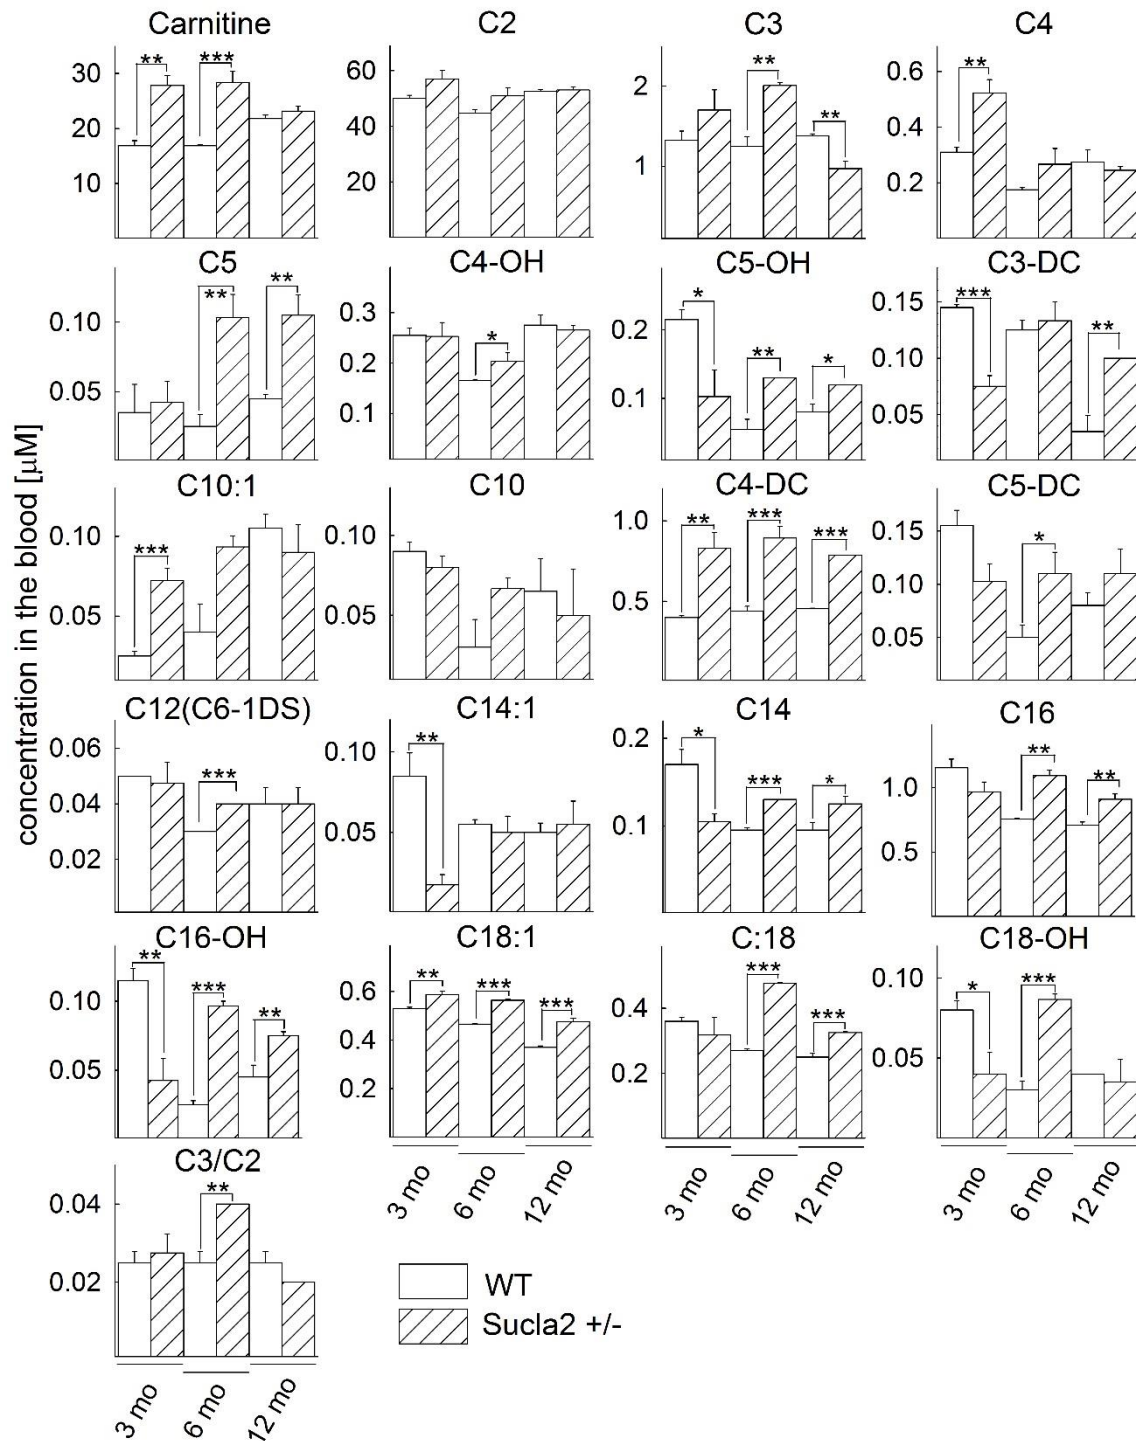 concentration in the blood [μM]
Carnitine
30
20
10
**
***
C2
60
40
20
C3
2
1
**
**
C4
0.6
0.4
0.2
**
C5
0.10
0.05
**
**
C4-OH
0.3
0.2
0.1
*
C5-OH
0.2
0.1
*
**
*
C3-DC
0.15
0.10
0.05
***
**
C10:1
0.10
0.05
***
C10
0.10
0.05
C4-DC
1.0
0.5
**
***
***
C5-DC
0.15
0.10
0.05
*
C12(C6-1DS)
0.06
0.04
0.02
***
C14:1
0.10
0.05
**
C14
0.2
0.1
*
***
*
C16
1.0
0.5
**
**
C16-OH
0.10
0.05
**
***
**
C18:1
0.6
0.4
0.2
**
***
***
3 mo
6 mo
12 mo
C:18
0.4
0.2
***
***
3 mo
6 mo
12 mo
C18-OH
0.10
0.05
*
***
3 mo
6 mo
12 mo
C3/C2
0.04
0.02
**
3 mo
6 mo
12 mo
WT
Sucla2 +/-